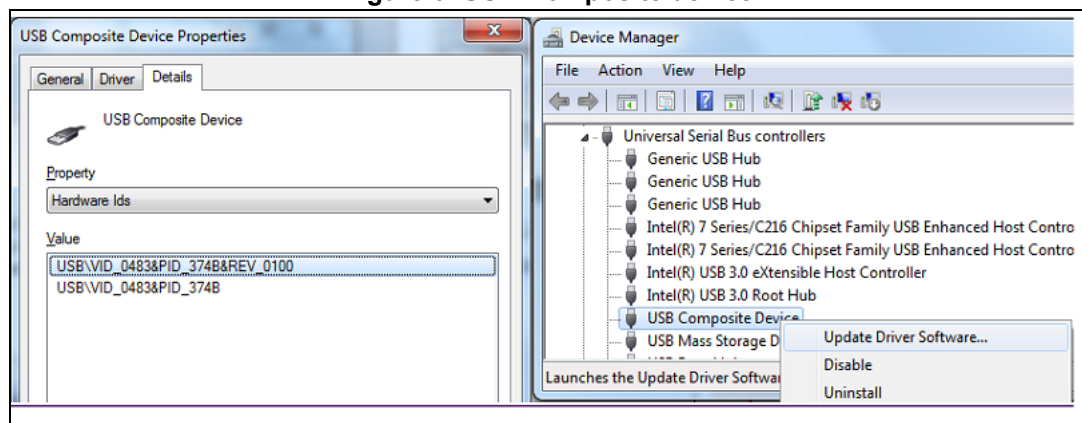 USB Composite Device Properties
General Driver Details
USB Composite Device
Property
Hardware Ids
Value
USB\VID_0483&PID_374B&REV_0100
USB\VID_0483&PID_374B
Device Manager
File Action View Help
Universal Serial Bus controllers
Generic USB Hub
Generic USB Hub
Generic USB Hub
Intel(R) 7 Series/C216 Chipset Family USB Enhanced Host Contro
Intel(R) 7 Series/C216 Chipset Family USB Enhanced Host Contro
Intel(R) USB 3.0 eXtensible Host Controller
Intel(R) USB 3.0 Root Hub
USB Composite Device
USB Mass Storage D
Update Driver Software...
Disable
Uninstall
Launches the Update Driver Softwa